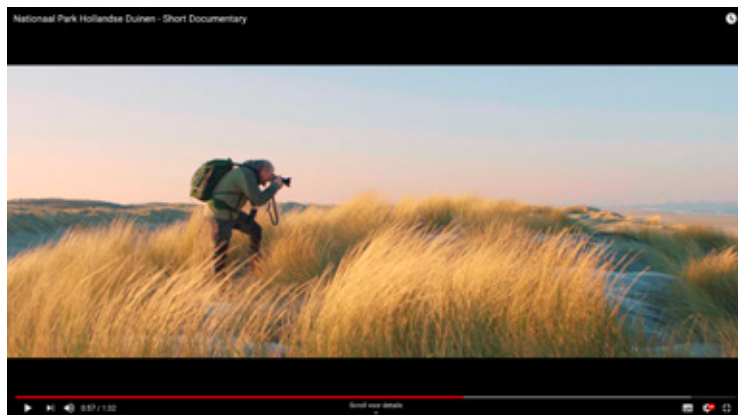 Nationaal Park Hollandse Duinen - Short Documentary
0:57 / 1:32
Scroll voor details